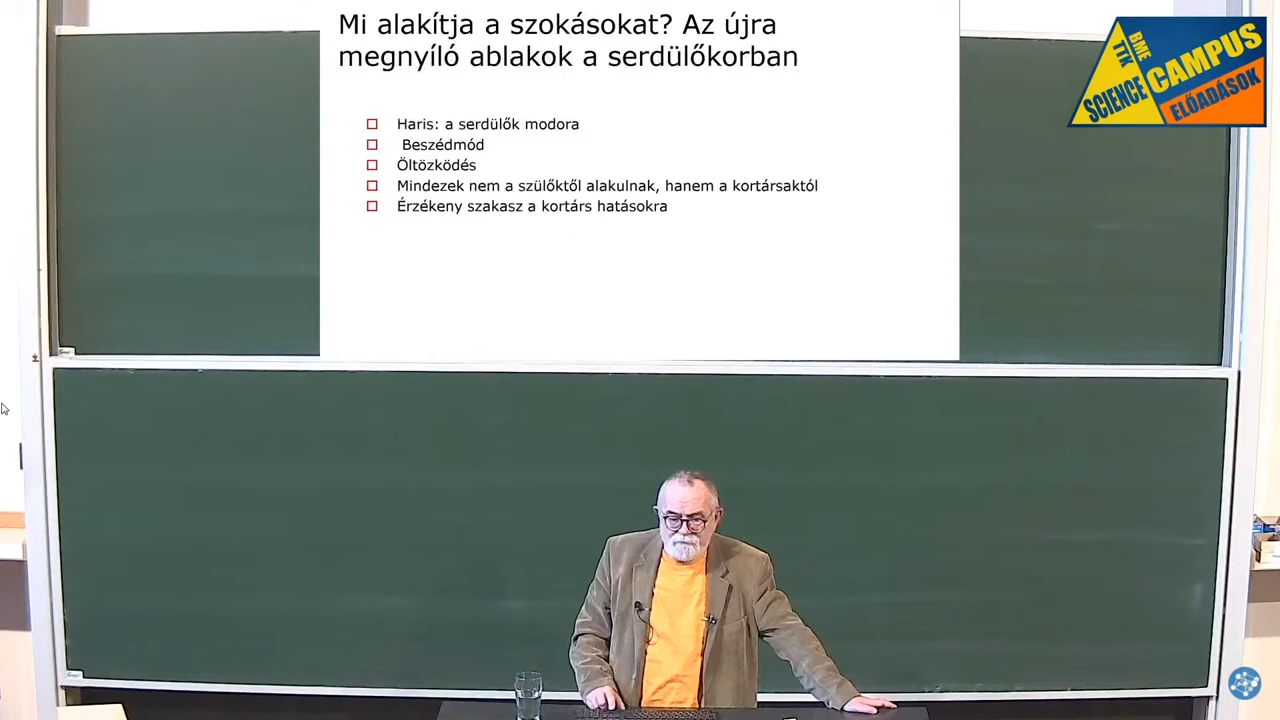 Mi alakítja a szokásokat? Az újra
megnyíló ablakok a serdülőkorban
Haris: a serdülők modora
Beszédmód
Öltözködés
Mindezek nem a szülőktől alakulnak, hanem a kortársaktól
Érzékeny szakasz a kortárs hatásokra
BME
TTK
SCIENCE
CAMPUS
ELŐADÁSOK